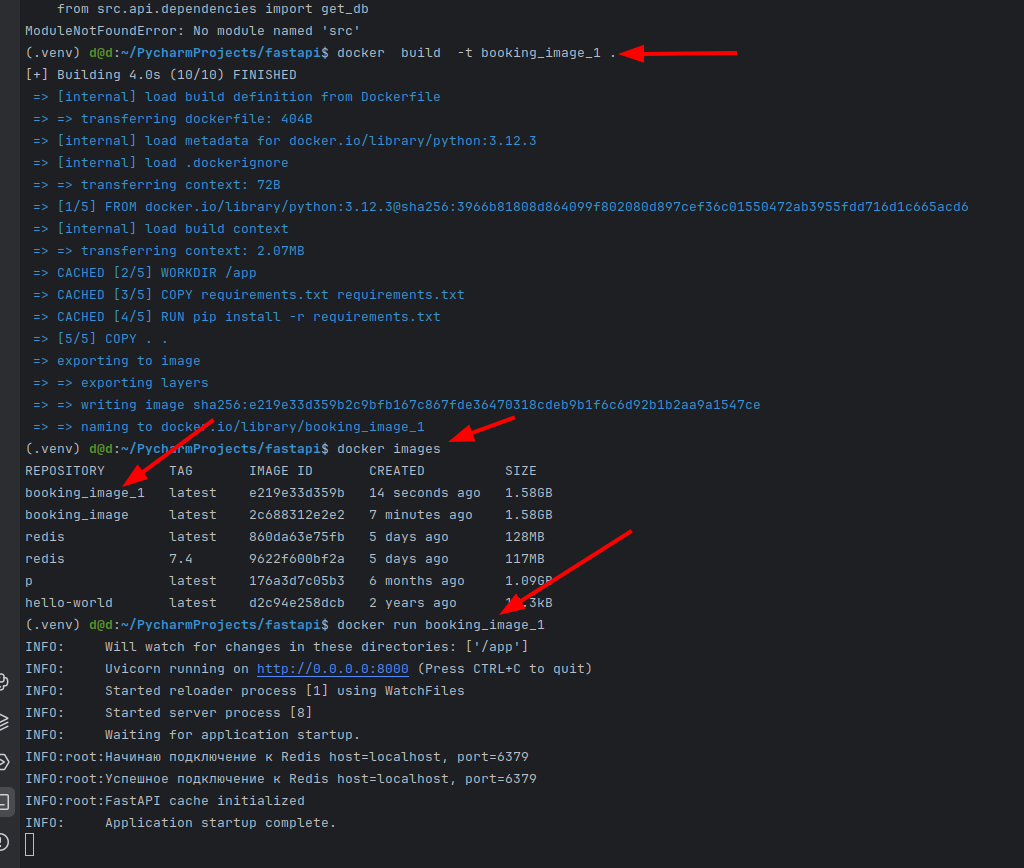 from src.api.dependencies import get_db
ModuleNotFoundError: No module named 'src'
(.venv) d@d:~/PycharmProjects/fastapi$ docker  build  -t booking_image_1 .
[+] Building 4.0s (10/10) FINISHED
 => [internal] load build definition from Dockerfile
 => => transferring dockerfile: 404B
 => [internal] load metadata for docker.io/library/python:3.12.3
 => [internal] load .dockerignore
 => => transferring context: 72B
 => [1/5] FROM docker.io/library/python:3.12.3@sha256:3966b81808d864099f802080d897cef36c01550472ab3955fdd716d1c665acd6
 => [internal] load build context
 => => transferring context: 2.07MB
 => CACHED [2/5] WORKDIR /app
 => CACHED [3/5] COPY requirements.txt requirements.txt
 => CACHED [4/5] RUN pip install -r requirements.txt
 => [5/5] COPY . .
 => exporting to image
 => => exporting layers
 => => writing image sha256:e219e33d359b2c9bfb167c867fde36470318cdeb9b1f6c6d92b1b2aa9a1547ce
 => => naming to docker.io/library/booking_image_1
(.venv) d@d:~/PycharmProjects/fastapi$ docker images
REPOSITORY        TAG       IMAGE ID       CREATED          SIZE
booking_image_1   latest    e219e33d359b   14 seconds ago   1.58GB
booking_image     latest    2c688312e2e2   7 minutes ago    1.58GB
redis             latest    860da63e75fb   5 days ago       128MB
redis             7.4       9622f600bf2a   5 days ago       117MB
p                 latest    176a3d7c05b3   6 months ago     1.09GB
hello-world       latest    d2c94e258dcb   2 years ago
(.venv) d@d:~/PycharmProjects/fastapi$ docker run booking_image_1
INFO:     Will watch for changes in these directories: ['/app']
INFO:     Uvicorn running on http://0.0.0.0:8000 (Press CTRL+C to quit)
INFO:     Started reloader process [1] using WatchFiles
INFO:     Started server process [8]
INFO:     Waiting for application startup.
INFO:root:Начинаю подключение к Redis host=localhost, port=6379
INFO:root:Успешное подключение к Redis host=localhost, port=6379
INFO:root:FastAPI cache initialized
INFO:     Application startup complete.